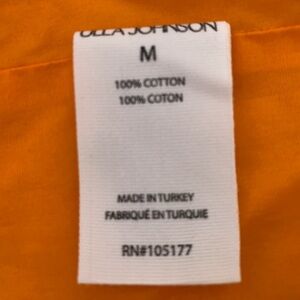 ULLA JOHNSON
M
100% COTTON
100% COTON
MADE IN TURKEY
FABRIQUÉ EN TURQUIE
RN#105177